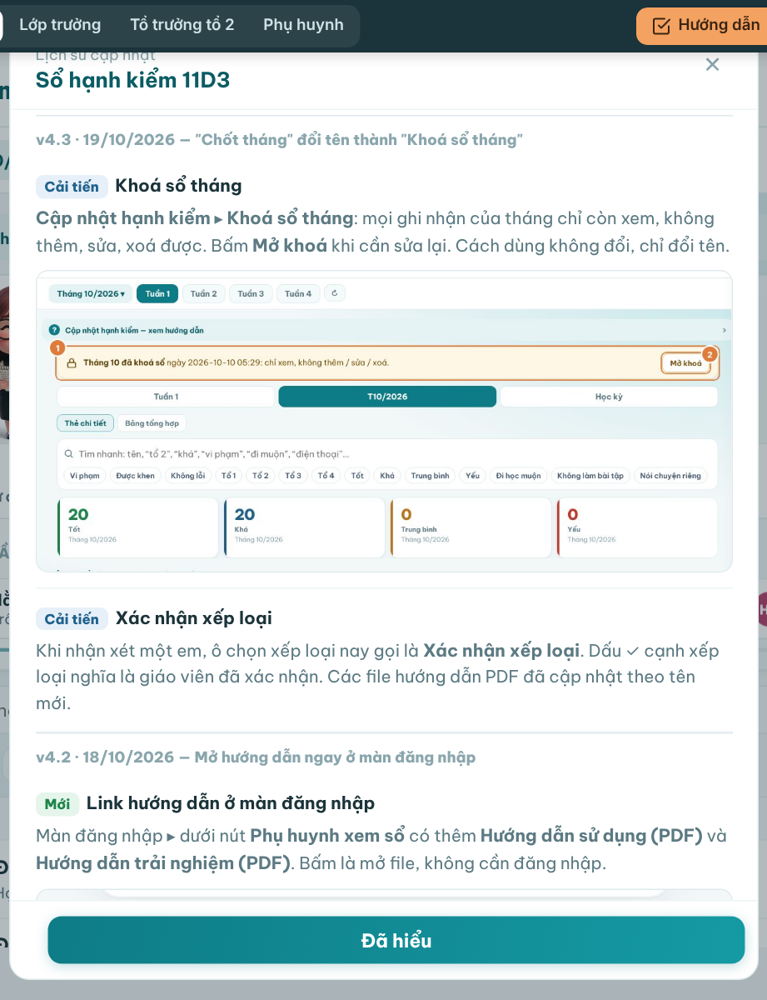 Lớp trưởng Tổ trưởng tổ 2 Phụ huynh Hướng dẫn
Lịch sử cập nhật
Sổ hạnh kiểm 11D3
v4.3 · 19/10/2026 — "Chốt tháng" đổi tên thành "Khoá sổ tháng"
Cải tiến Khoá sổ tháng
Cập nhật hạnh kiểm ▸ Khoá sổ tháng: mọi ghi nhận của tháng chỉ còn xem, không
thêm, sửa, xoá được. Bấm Mở khoá khi cần sửa lại. Cách dùng không đổi, chỉ đổi tên.
Tháng 10/2026 ▾ Tuần 1 Tuần 2 Tuần 3 Tuần 4
? Cập nhật hạnh kiểm — xem hướng dẫn
1 Tháng 10 đã khoá sổ ngày 2026-10-10 05:29: chỉ xem, không thêm / sửa / xoá. Mở khoá 2
Tuần 1 T10/2026 Học kỳ
Thẻ chi tiết Bảng tổng hợp
Tìm nhanh: tên, “tổ 2”, “khá”, “vi phạm”, “đi muộn”, “điện thoại”...
Vi phạm Được khen Không lỗi Tổ 1 Tổ 2 Tổ 3 Tổ 4 Tốt Khá Trung bình Yếu Đi học muộn Không làm bài tập Nói chuyện riêng
20 20 0 0
Tốt Khá Trung bình Yếu
Tháng 10/2026 Tháng 10/2026 Tháng 10/2026 Tháng 10/2026
Cải tiến Xác nhận xếp loại
Khi nhận xét một em, ô chọn xếp loại nay gọi là Xác nhận xếp loại. Dấu ✓ cạnh xếp
loại nghĩa là giáo viên đã xác nhận. Các file hướng dẫn PDF đã cập nhật theo tên
mới.
v4.2 · 18/10/2026 — Mở hướng dẫn ngay ở màn đăng nhập
Mới Link hướng dẫn ở màn đăng nhập
Màn đăng nhập ▸ dưới nút Phụ huynh xem sổ có thêm Hướng dẫn sử dụng (PDF) và
Hướng dẫn trải nghiệm (PDF). Bấm là mở file, không cần đăng nhập.
Đã hiểu